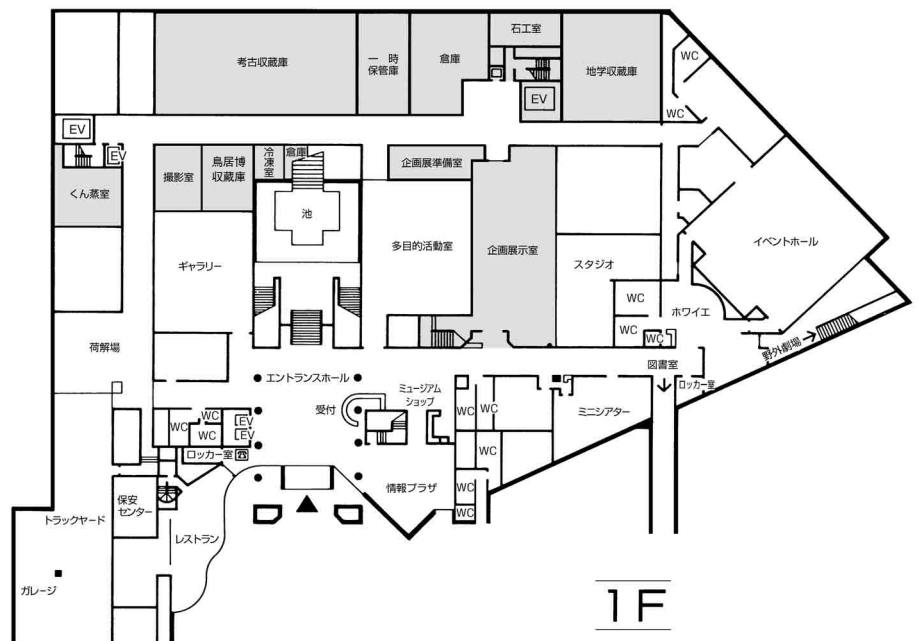 石工室
考古収蔵庫
一時
保管庫
倉庫
地学収蔵庫
WC
WC
EV
EV
EV
くん蒸室
撮影室
鳥居博
収蔵庫
冷凍室
倉庫
企画展準備室
池
ギャラリー
多目的活動室
企画展示室
スタジオ
イベントホール
WC
ホワイエ
WC
WC
荷解場
野外劇場
図書室
ロッカー室
エントランスホール
ミュージアム
ショップ
受付
ミニシアター
WC
WC
WC
WC
WC
EV
EV
ロッカー室
WC
情報プラザ
WC
WC
保安
センター
トラックヤード
レストラン
ガレージ
1F